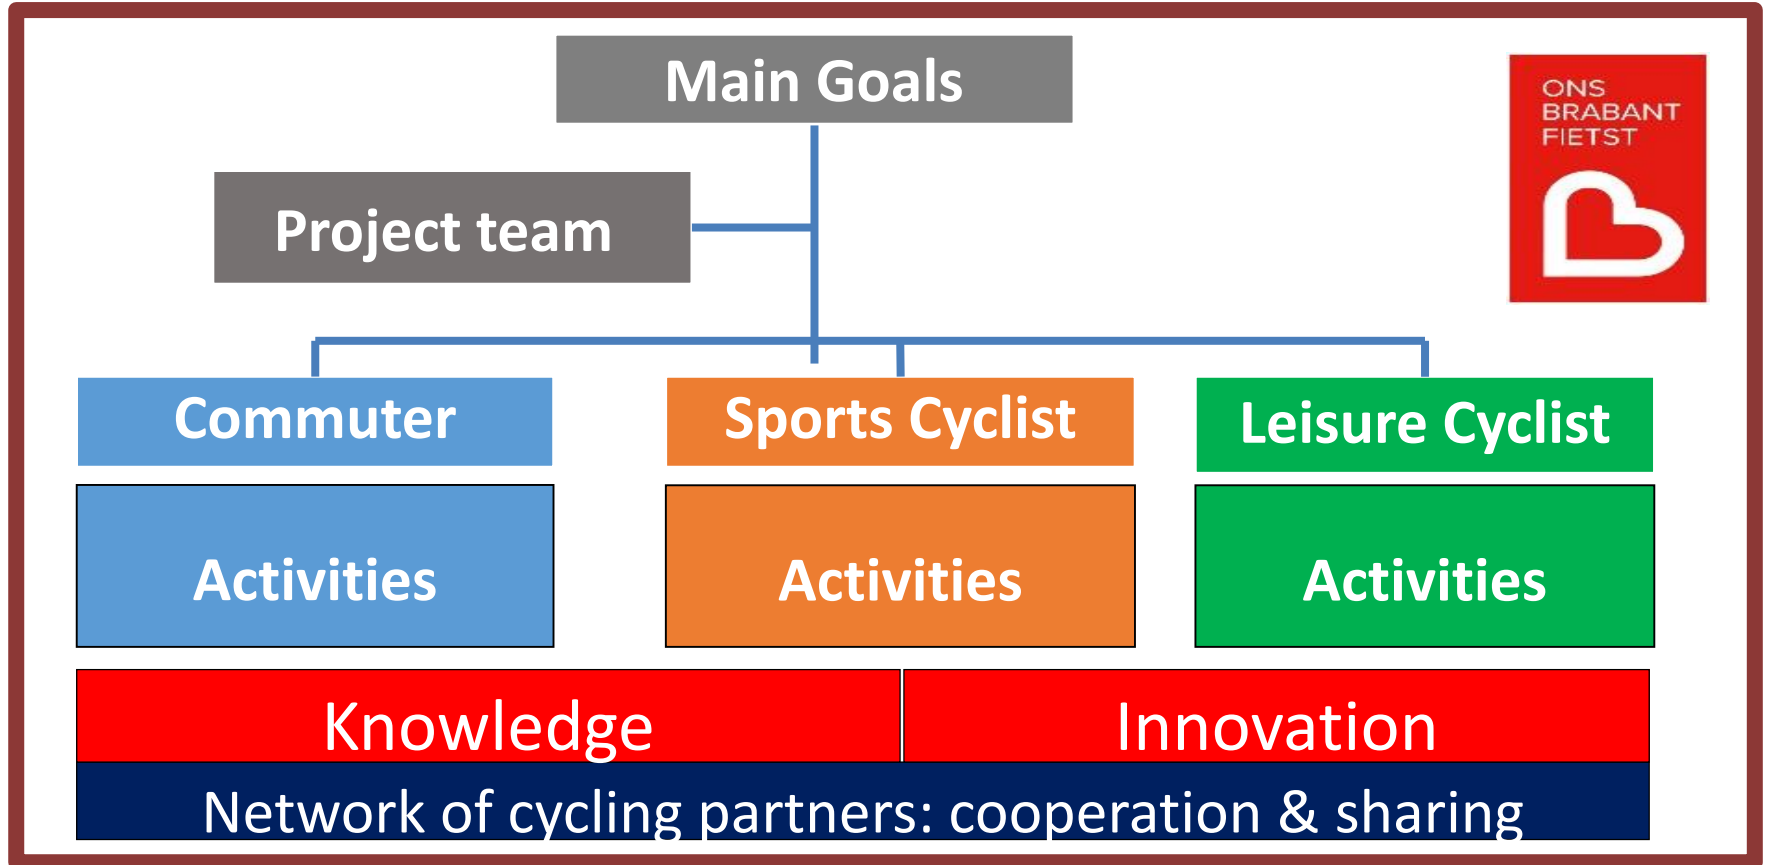 Main Goals
ONS
BRABANT
FIETST
Project team
Commuter
Sports Cyclist
Leisure Cyclist
Activities
Activities
Activities
Knowledge
Innovation
Network of cycling partners: cooperation & sharing